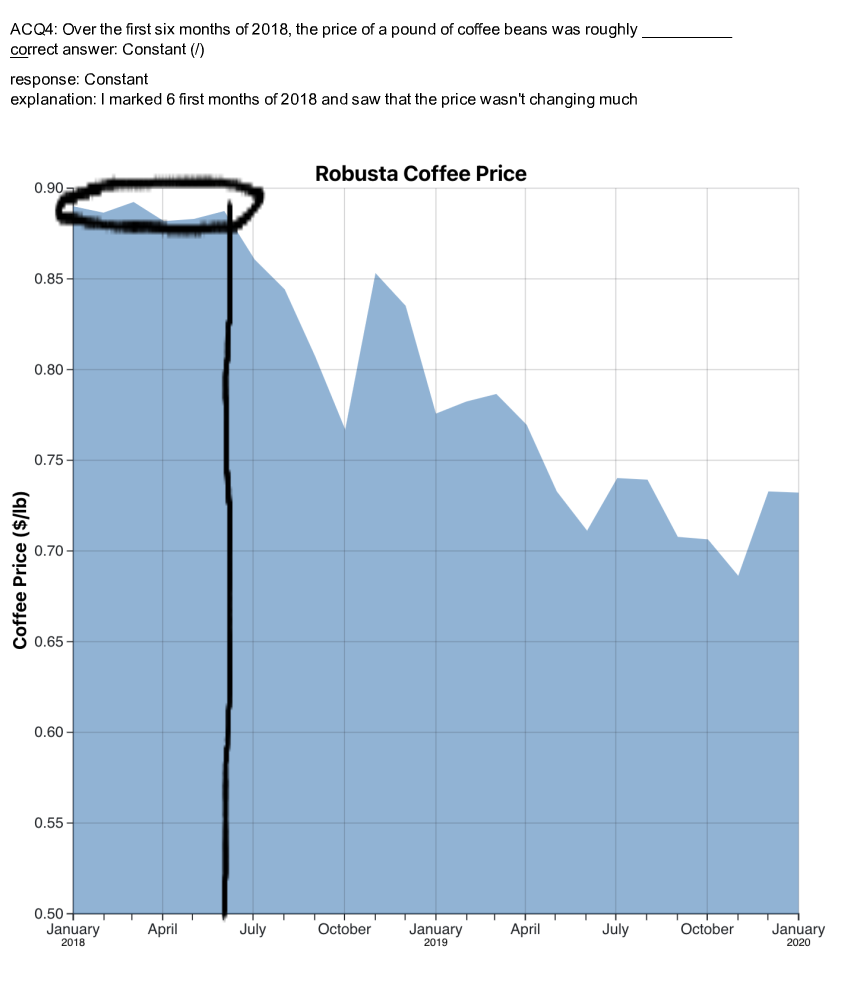 ACQ4: Over the first six months of 2018, the price of a pound of coffee beans was roughly ___________
correct answer: Constant (/)
response: Constant
explanation: I marked 6 first months of 2018 and saw that the price wasn't changing much
Robusta Coffee Price
Coffee Price ($/lb)
0.90
0.85
0.80
0.75
0.70
0.65
0.60
0.55
0.50
January April July October January April July October January
2018 2019 2020